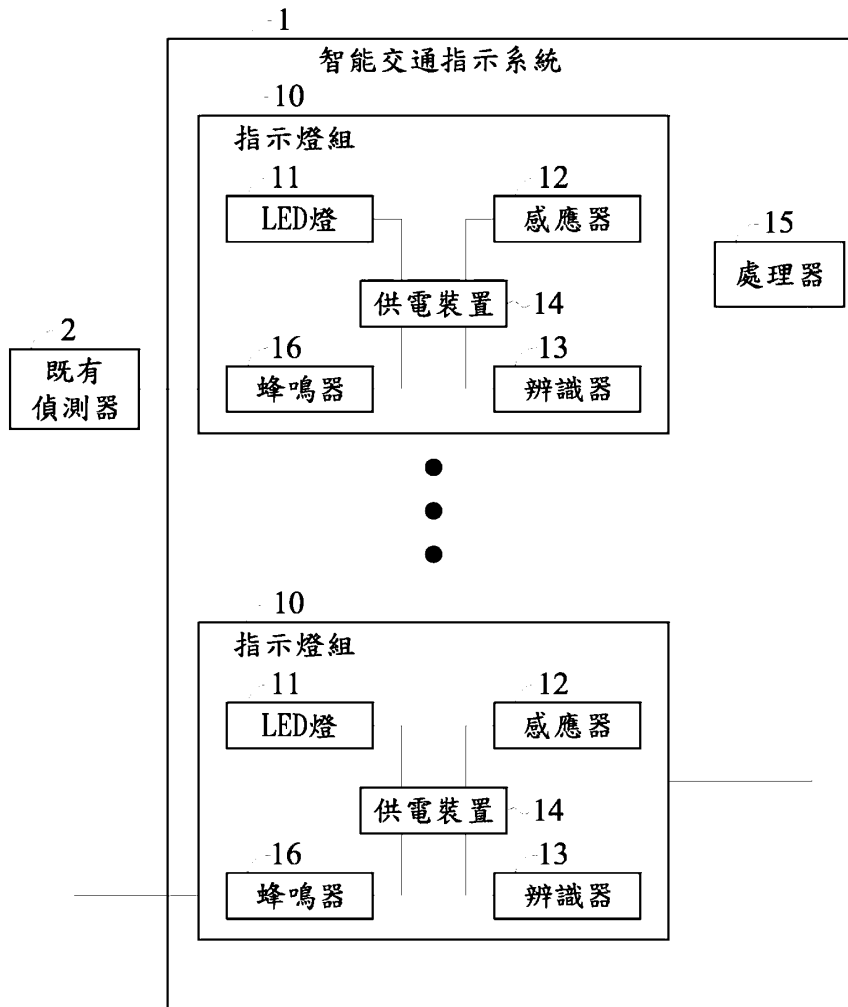 1
智能交通指示系統
10
指示燈組
11
12
LED燈
感應器
15
處理器
供電裝置
14
2
既有
偵測器
16
13
蜂鳴器
辨識器
10
指示燈組
11
12
LED燈
感應器
供電裝置
14
16
13
蜂鳴器
辨識器